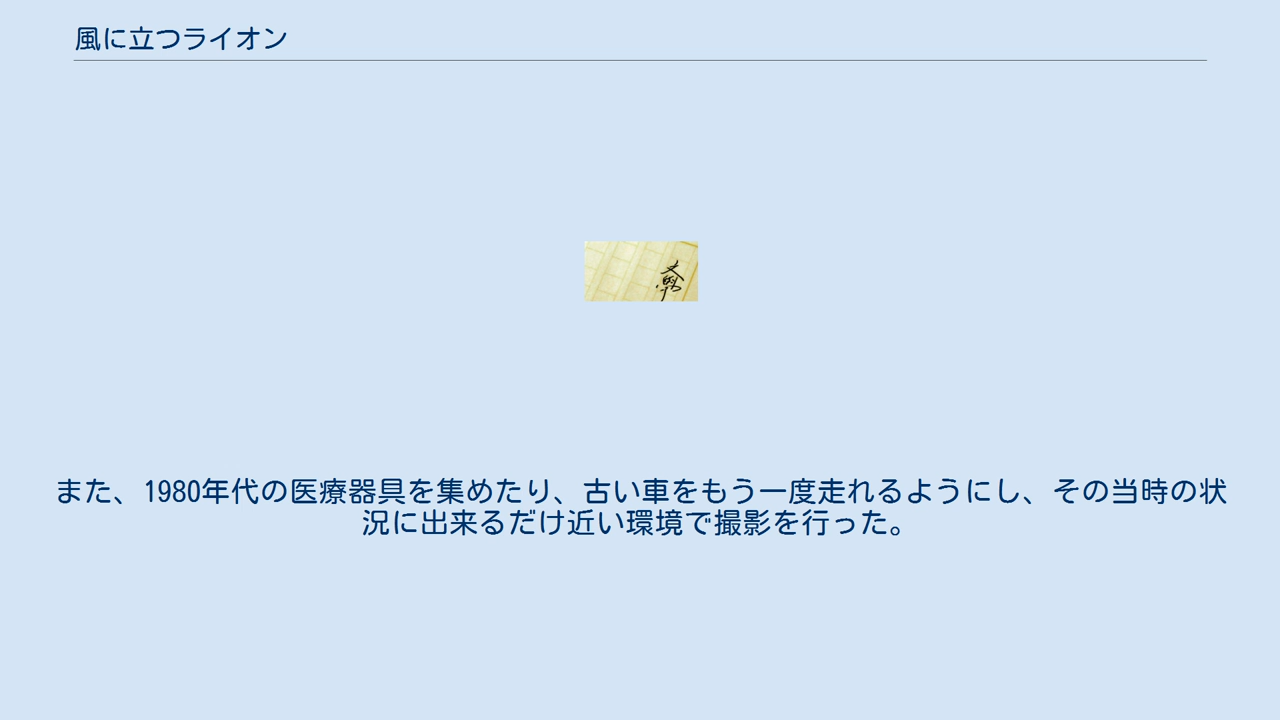 風に立つライオン
また、1980年代の医療器具を集めたり、古い車をもう一度走れるようにし、その当時の状
況に出来るだけ近い環境で撮影を行った。